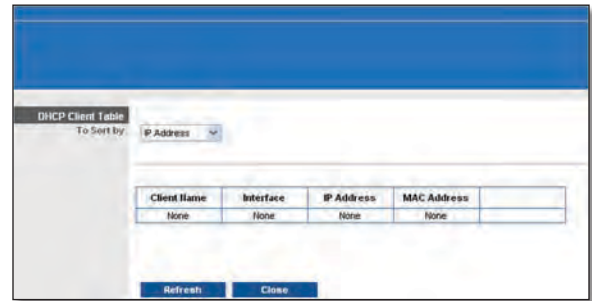 DHCP Client Table
To Sort by IP Address
Client Name Interface IP Address MAC Address
None None None None
Refresh Close